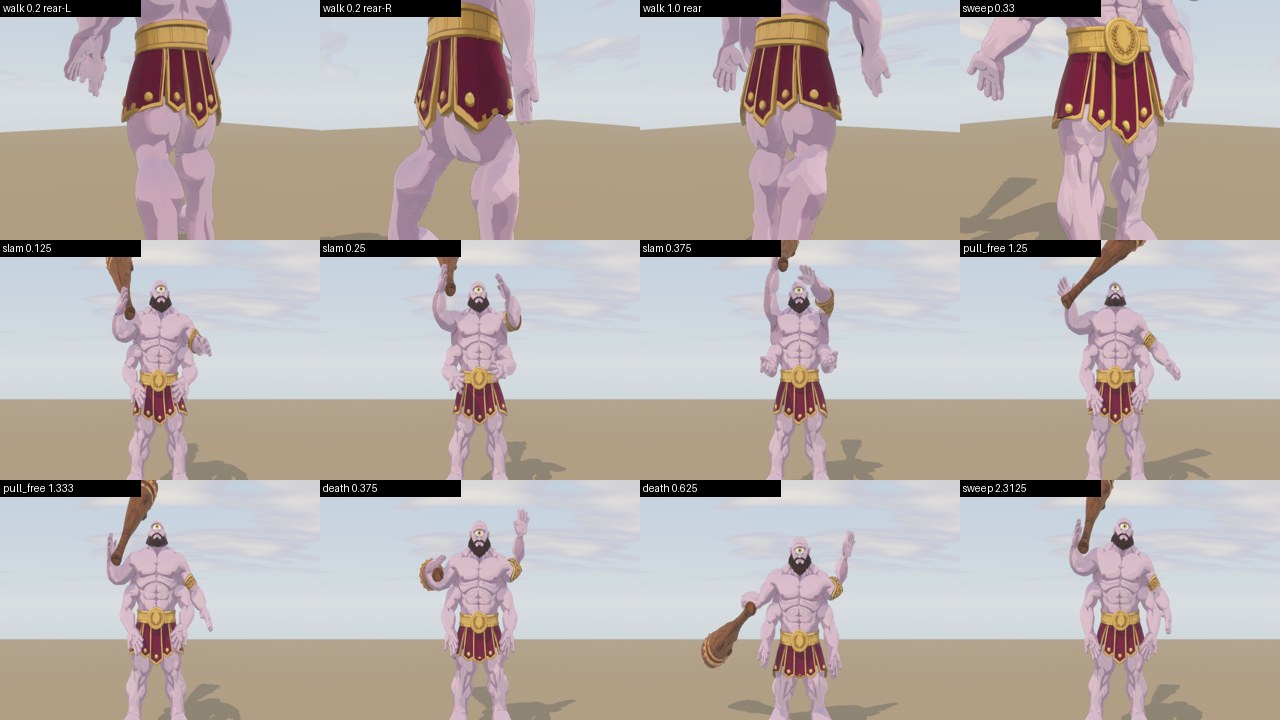 walk 0.2 rear-L
walk 0.2 rear-R
walk 1.0 rear
sweep 0.33
slam 0.125
slam 0.25
slam 0.375
pull_free 1.25
pull_free 1.333
death 0.375
death 0.625
sweep 2.3125